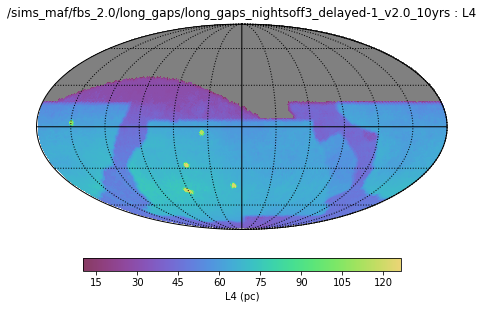 /sims_maf/fbs_2.0/long_gaps/long_gaps_nightsoff3_delayed-1_v2.0_10yrs : L4
15 30 45 60 75 90 105 120
L4 (pc)